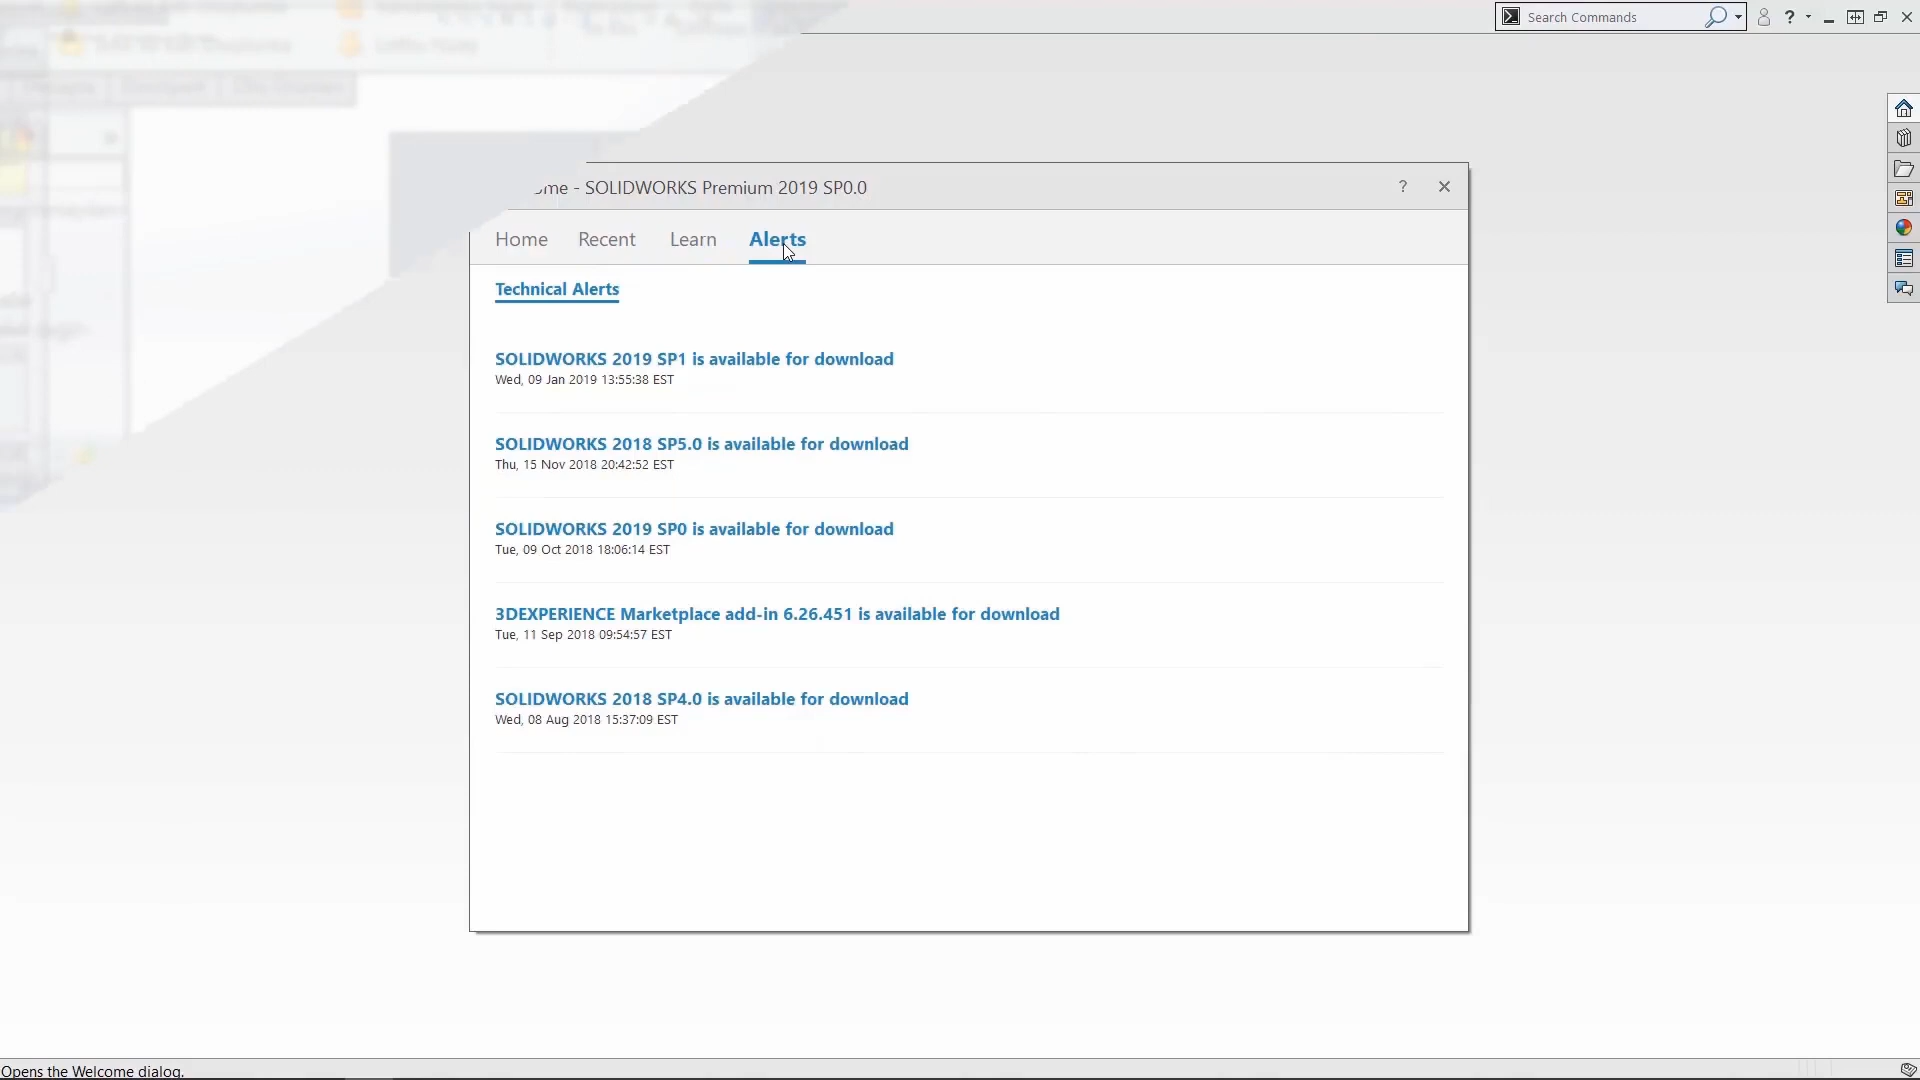 Search Commands
?
ome - SOLIDWORKS Premium 2019 SP0.0
?
Home Recent Learn Alerts
Technical Alerts
SOLIDWORKS 2019 SP1 is available for download
Wed, 09 Jan 2019 13:55:38 EST
SOLIDWORKS 2018 SP5.0 is available for download
Thu, 15 Nov 2018 20:42:52 EST
SOLIDWORKS 2019 SP0 is available for download
Tue, 09 Oct 2018 18:06:14 EST
3DEXPERIENCE Marketplace add-in 6.26.451 is available for download
Tue, 11 Sep 2018 09:54:57 EST
SOLIDWORKS 2018 SP4.0 is available for download
Wed, 08 Aug 2018 15:37:09 EST
Opens the Welcome dialog.